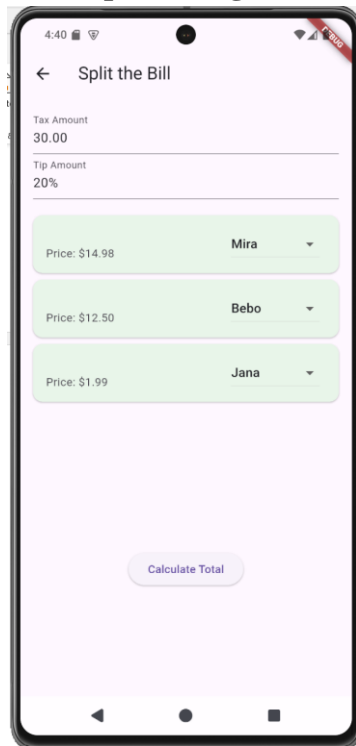 4:40
DEBUG
Split the Bill
Tax Amount
30.00
Tip Amount
20%
Mira
Price: $14.98
Bebo
Price: $12.50
Jana
Price: $1.99
Calculate Total